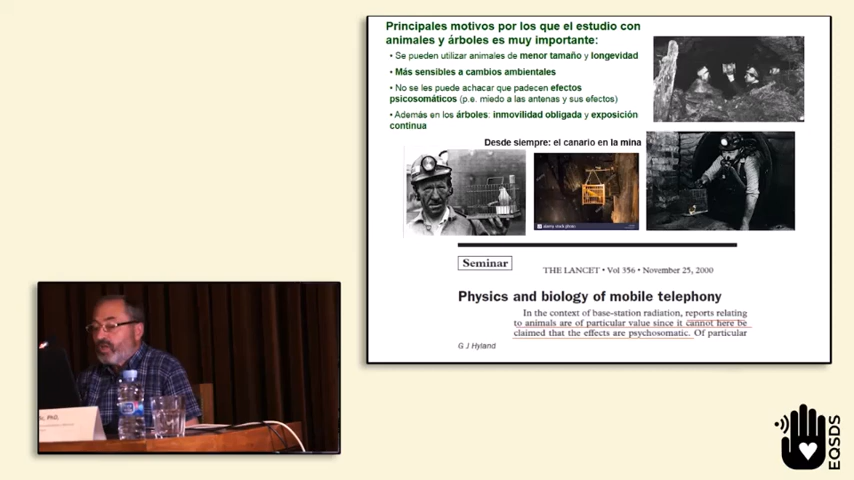 Principales motivos por los que el estudio con
animales y árboles es muy importante:
• Se pueden utilizar animales de menor tamaño y longevidad
• Más sensibles a cambios ambientales
• No se les puede achacar que padecen efectos
psicosomáticos (p.e. miedo a las antenas y sus efectos)
• Además en los árboles: inmovilidad obligada y exposición
continua
Desde siempre: el canario en la mina
alamy stock photo
Seminar
THE LANCET • Vol 356 • November 25, 2000
Physics and biology of mobile telephony
In the context of base-station radiation, reports relating
to animals are of particular value since it cannot here be
claimed that the effects are psychosomatic. Of particular
G J Hyland
PhD,
EQSDS